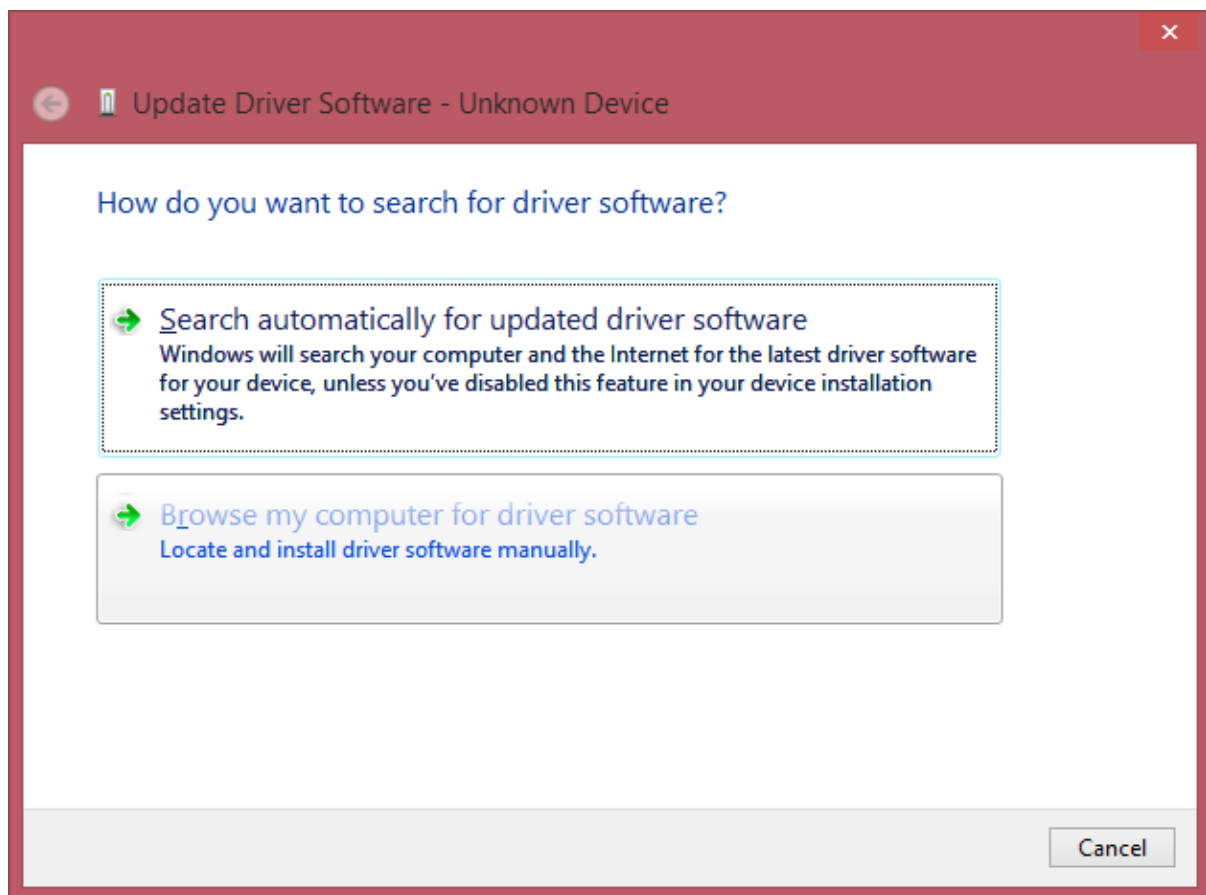 Update Driver Software - Unknown Device
How do you want to search for driver software?
Search automatically for updated driver software
Windows will search your computer and the Internet for the latest driver software
for your device, unless you've disabled this feature in your device installation
settings.
Browse my computer for driver software
Locate and install driver software manually.
Cancel